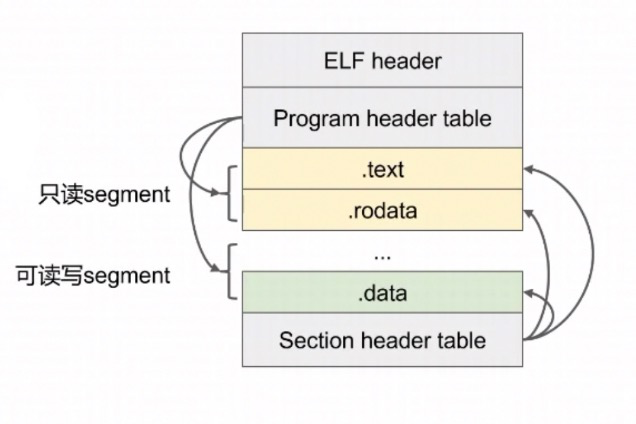 ELF header
Program header table
.text
只读segment
.rodata
...
可读写segment
.data
Section header table